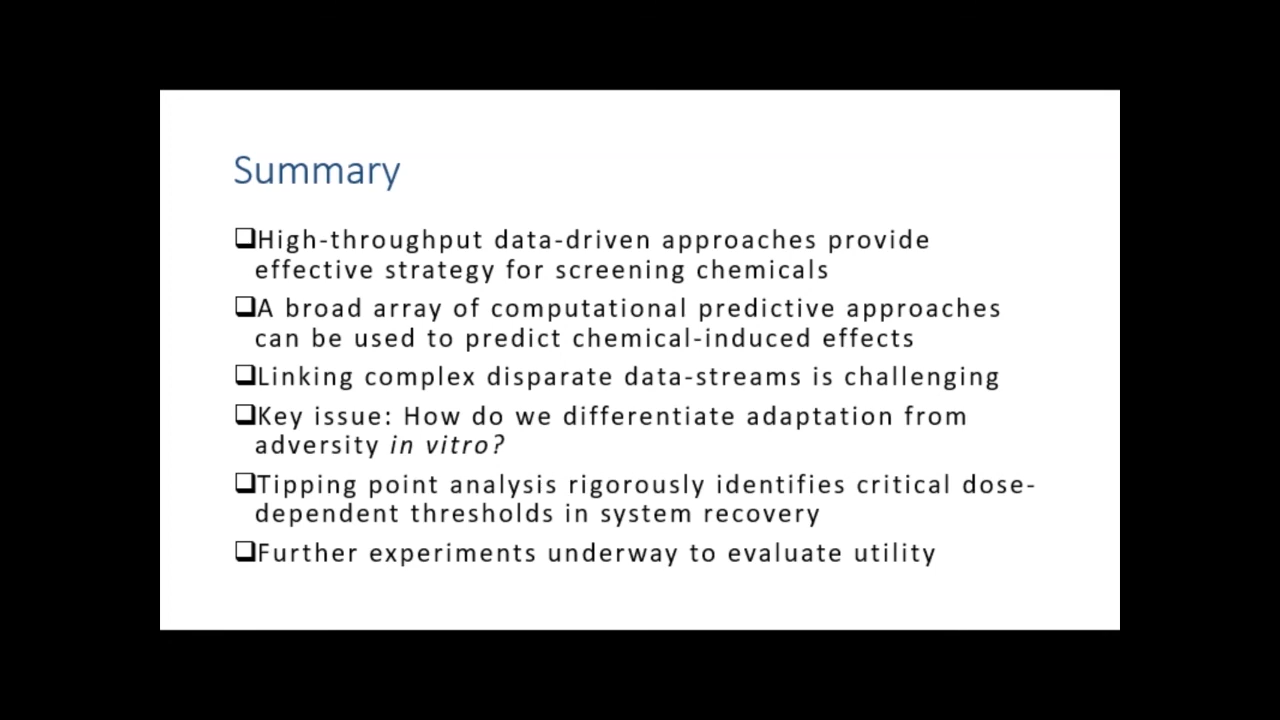 Summary
❑High-throughput data-driven approaches provide
effective strategy for screening chemicals
❑A broad array of computational predictive approaches
can be used to predict chemical-induced effects
❑Linking complex disparate data-streams is challenging
❑Key issue: How do we differentiate adaptation from
adversity in vitro?
❑Tipping point analysis rigorously identifies critical dose-
dependent thresholds in system recovery
❑Further experiments underway to evaluate utility